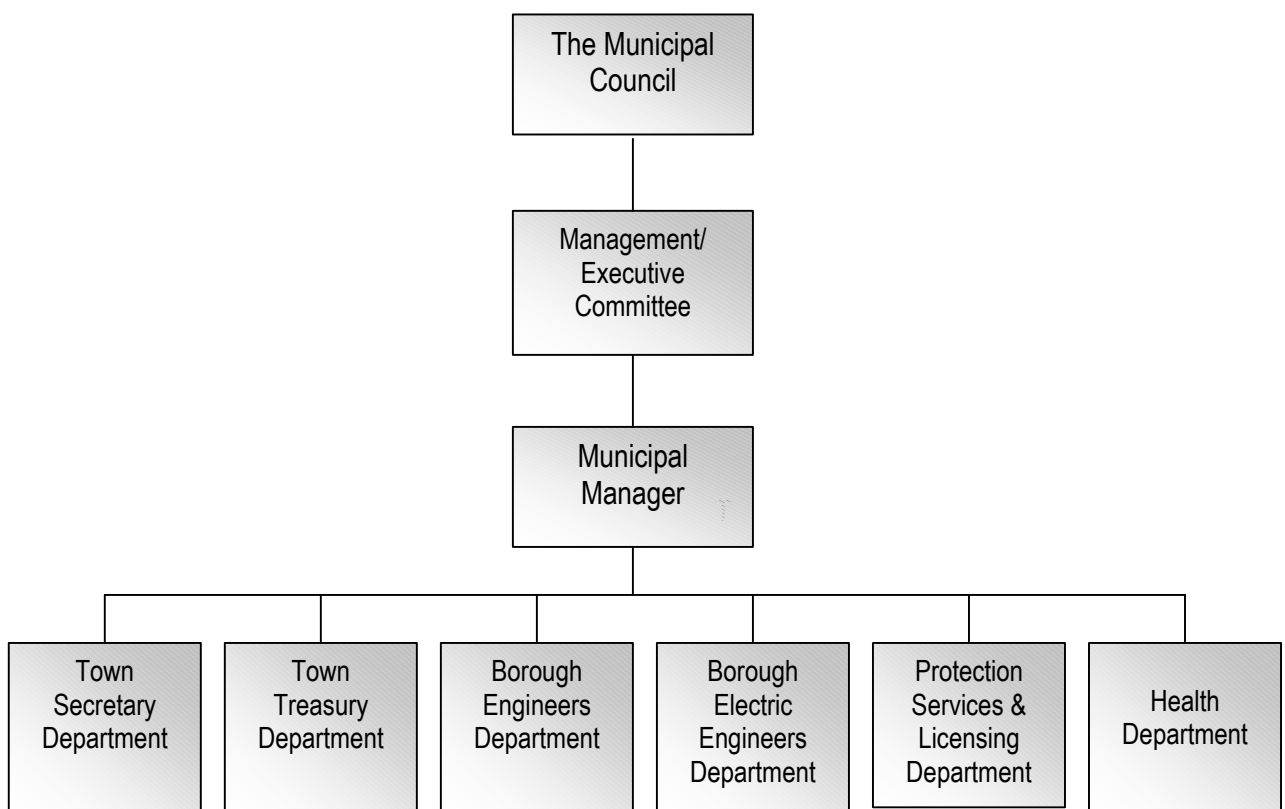 The Municipal
Council
Management/
Executive
Committee
Municipal
Manager
Town
Secretary
Department
Town
Treasury
Department
Borough
Engineers
Department
Borough
Electric
Engineers
Department
Protection
Services &
Licensing
Department
Health
Department